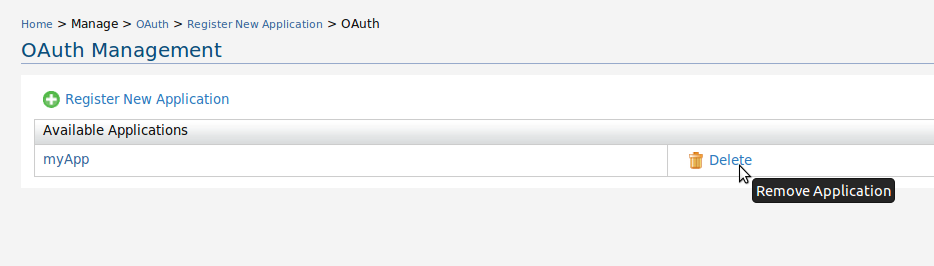 Home > Manage > OAuth > Register New Application > OAuth
OAuth Management
Register New Application
Available Applications
myApp Delete
Remove Application